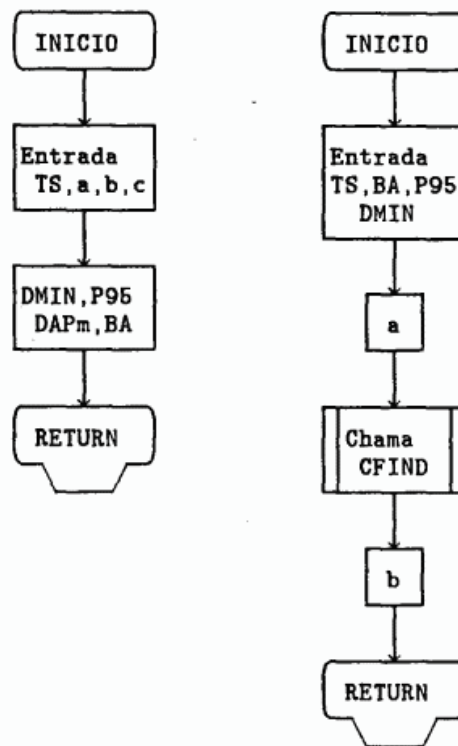 INICIO
Entrada
TS,a,b,c
DMIN,P95
DAPm,BA
RETURN
INICIO
Entrada
TS,BA,P95
DMIN
a
Chama
CFIND
b
RETURN